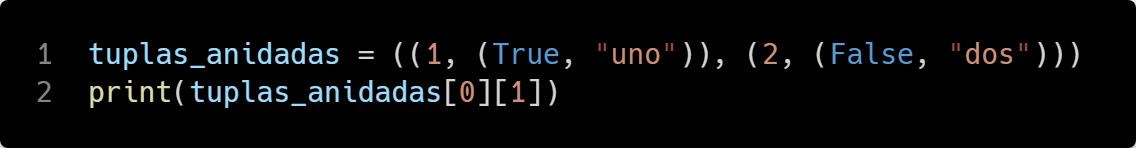 1 tuplas_anidadas = ((1, (True, "uno")), (2, (False, "dos")))
2 print(tuplas_anidadas[0][1])